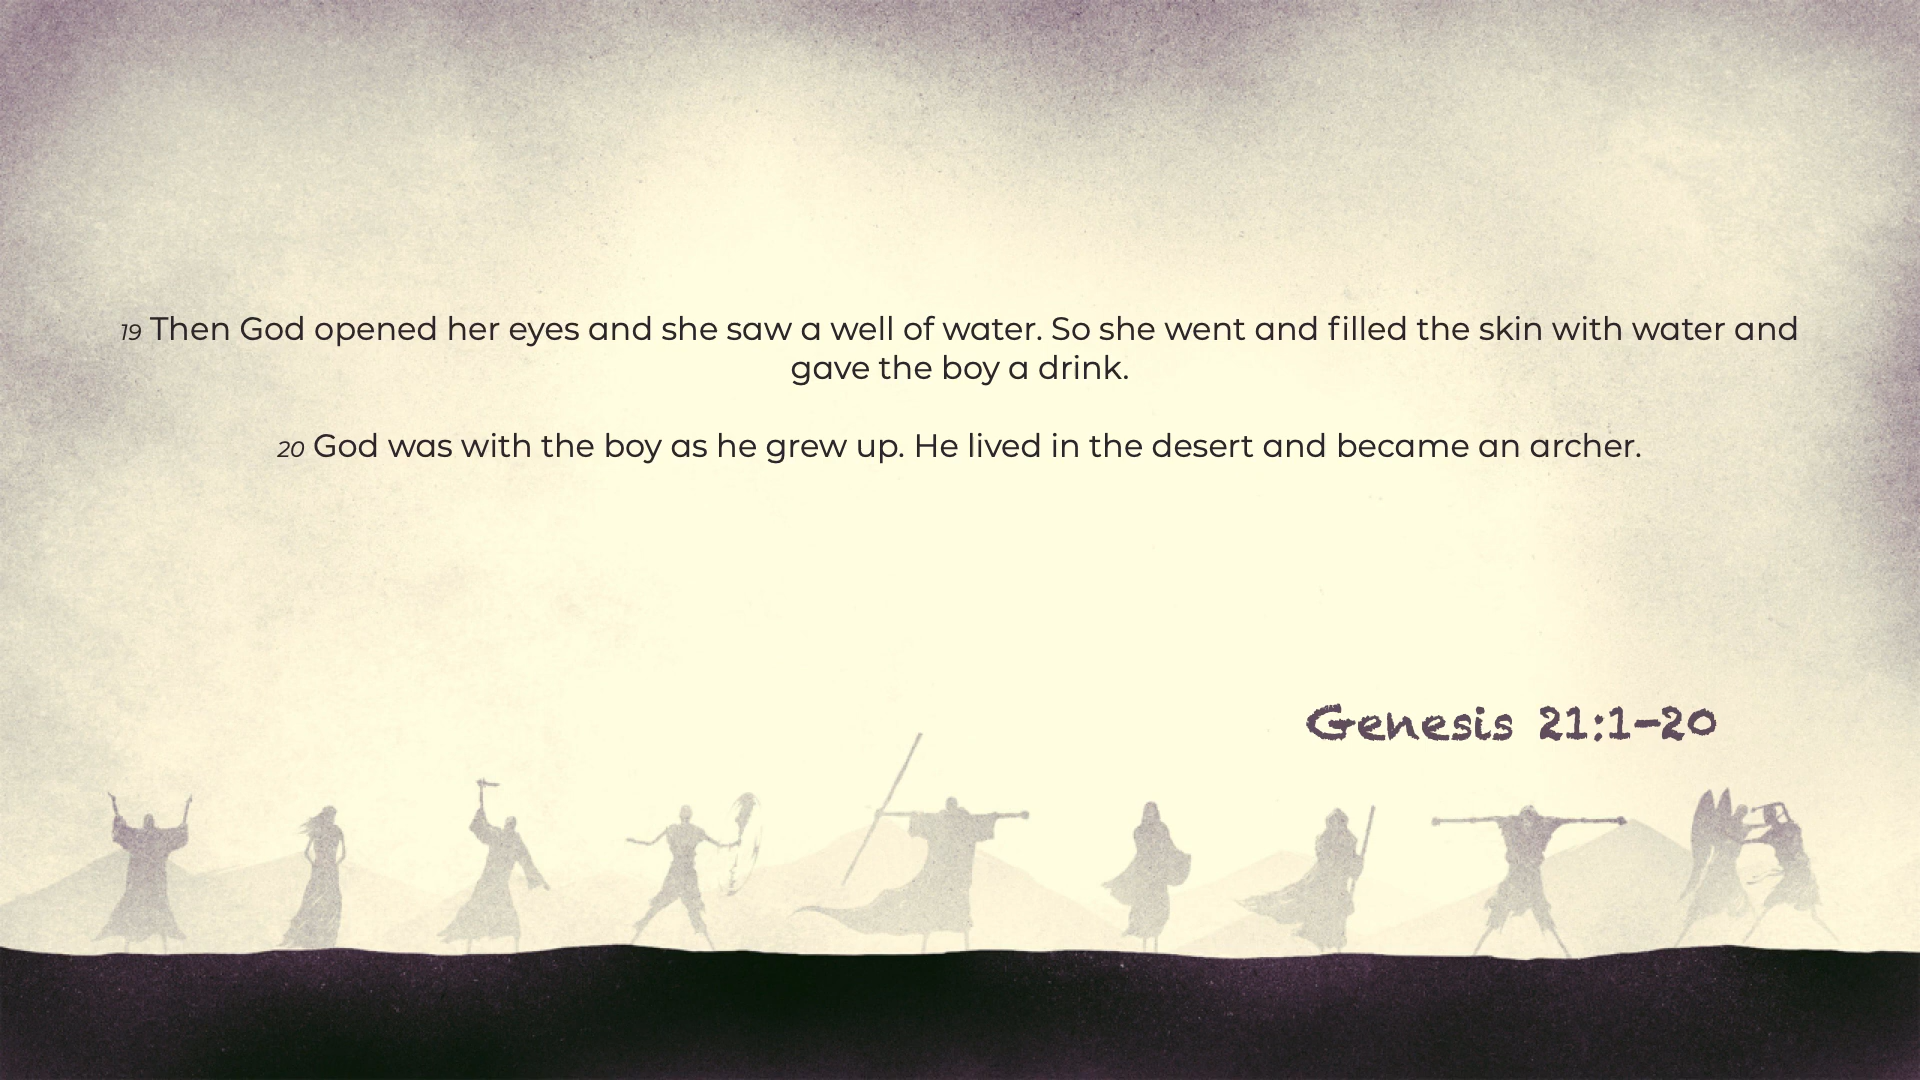 19 Then God opened her eyes and she saw a well of water. So she went and filled the skin with water and
gave the boy a drink.
20 God was with the boy as he grew up. He lived in the desert and became an archer.
Genesis 21:1-20